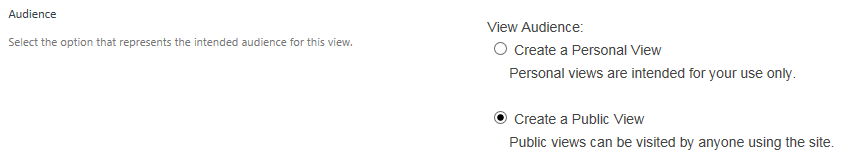 Audience
Select the option that represents the intended audience for this view.
View Audience:
Create a Personal View
Personal views are intended for your use only.
Create a Public View
Public views can be visited by anyone using the site.